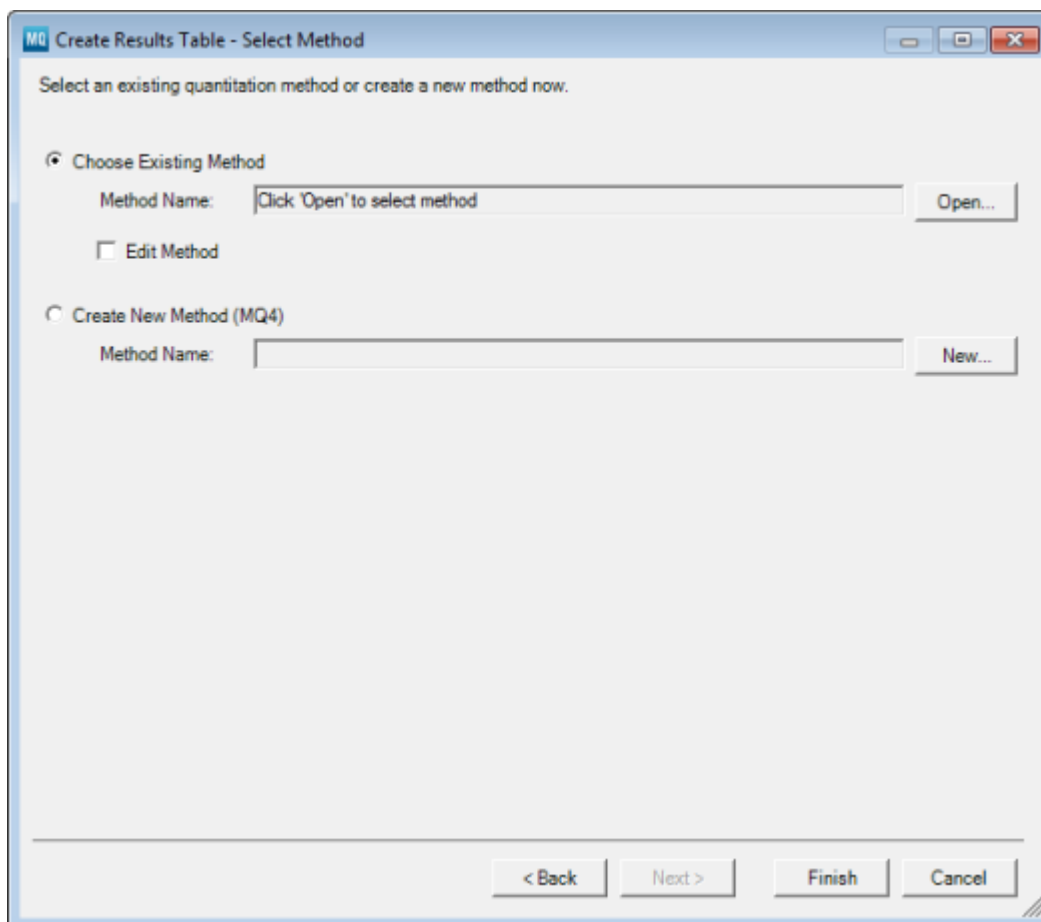 MQ Create Results Table - Select Method
Select an existing quantitation method or create a new method now.
Choose Existing Method
Method Name: Click 'Open' to select method Open...
Edit Method
Create New Method (MQ4)
Method Name: New...
< Back Next > Finish Cancel